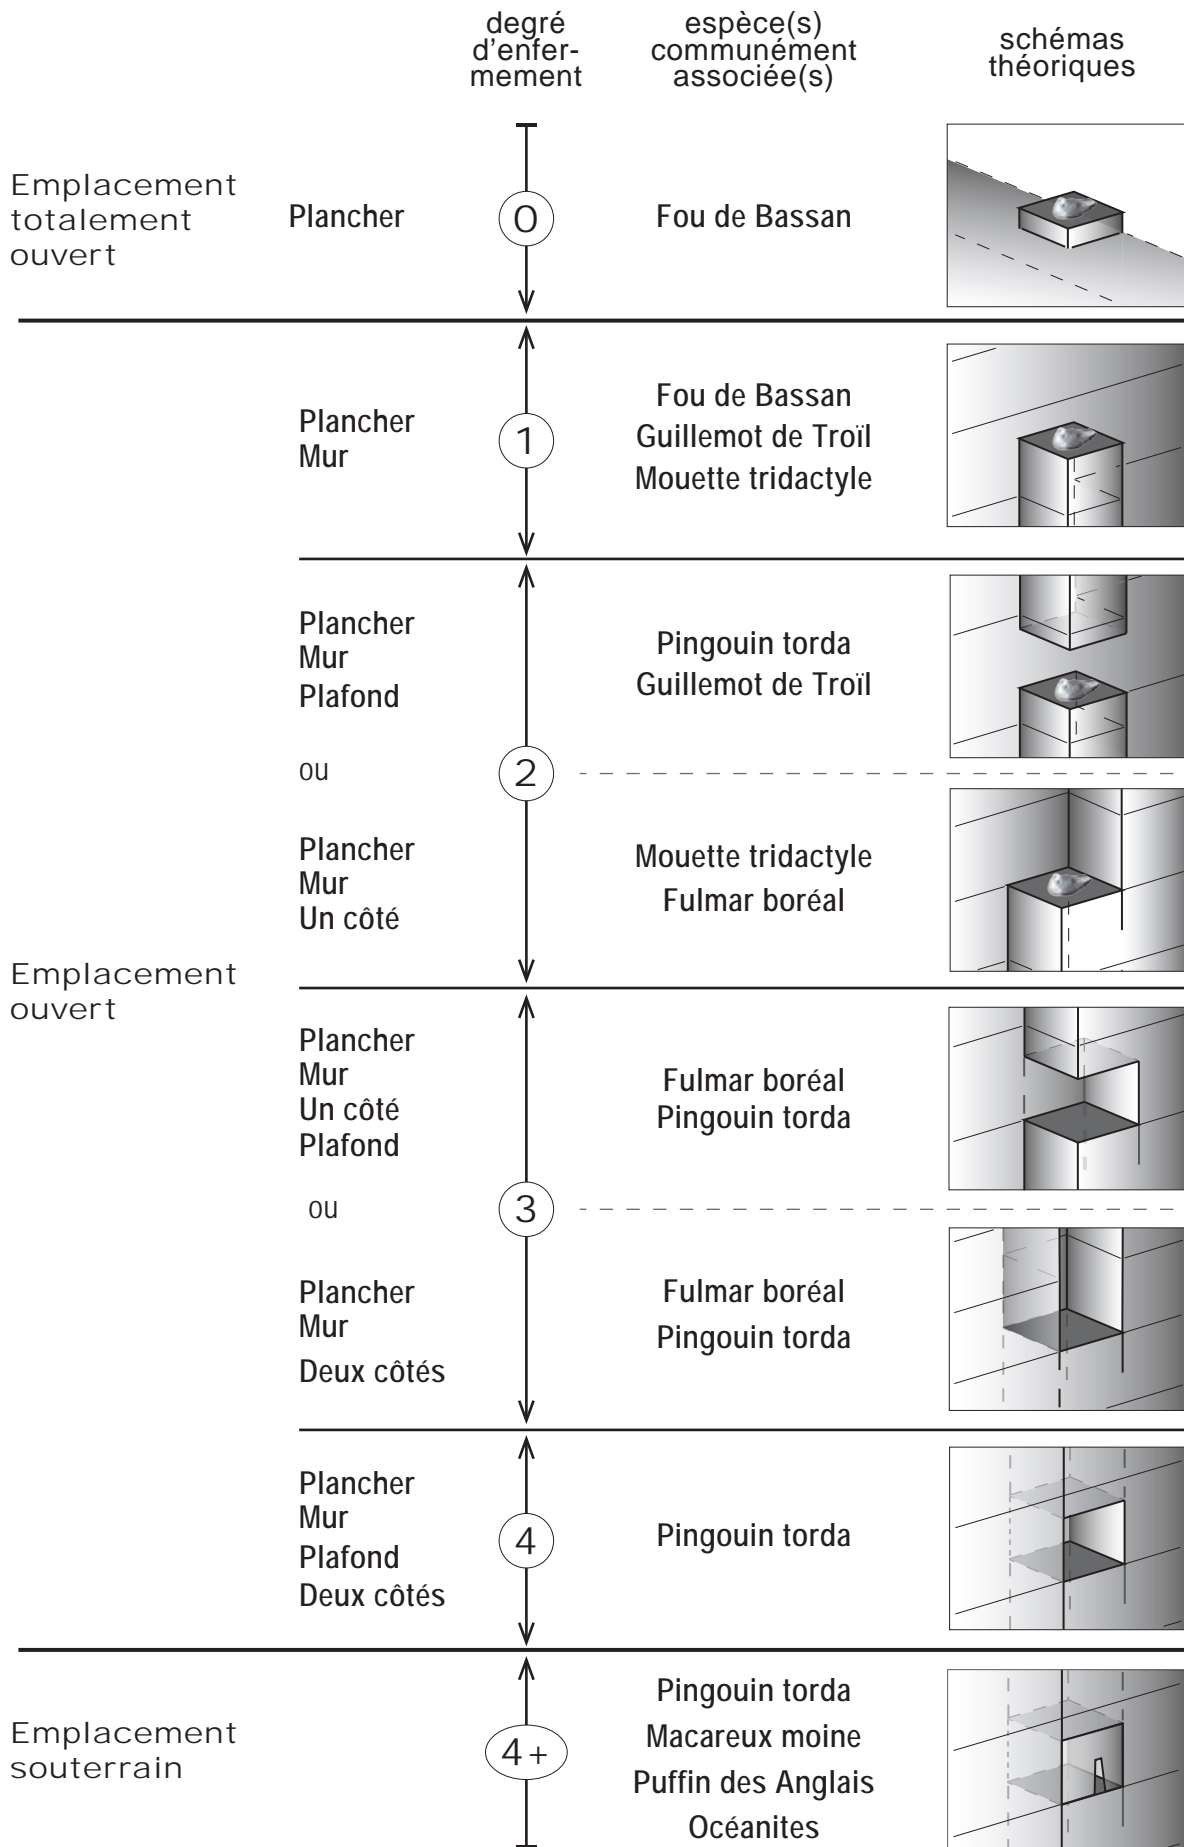 degré
d'enfer-
mement
espèce(s)
communément
associée(s)
schémas
théoriques
Emplacement
totalement
ouvert
Plancher
0
Fou de Bassan
Plancher
Mur
1
Fou de Bassan
Guillemot de Troïl
Mouette tridactyle
Plancher
Mur
Plafond
Pingouin torda
Guillemot de Troïl
ou
2
Plancher
Mur
Un côté
Mouette tridactyle
Fulmar boréal
Emplacement
ouvert
Plancher
Mur
Un côté
Plafond
Fulmar boréal
Pingouin torda
ou
3
Plancher
Mur
Deux côtés
Fulmar boréal
Pingouin torda
Plancher
Mur
Plafond
Deux côtés
4
Pingouin torda
Emplacement
souterrain
4+
Pingouin torda
Macareux moine
Puffin des Anglais
Océanites